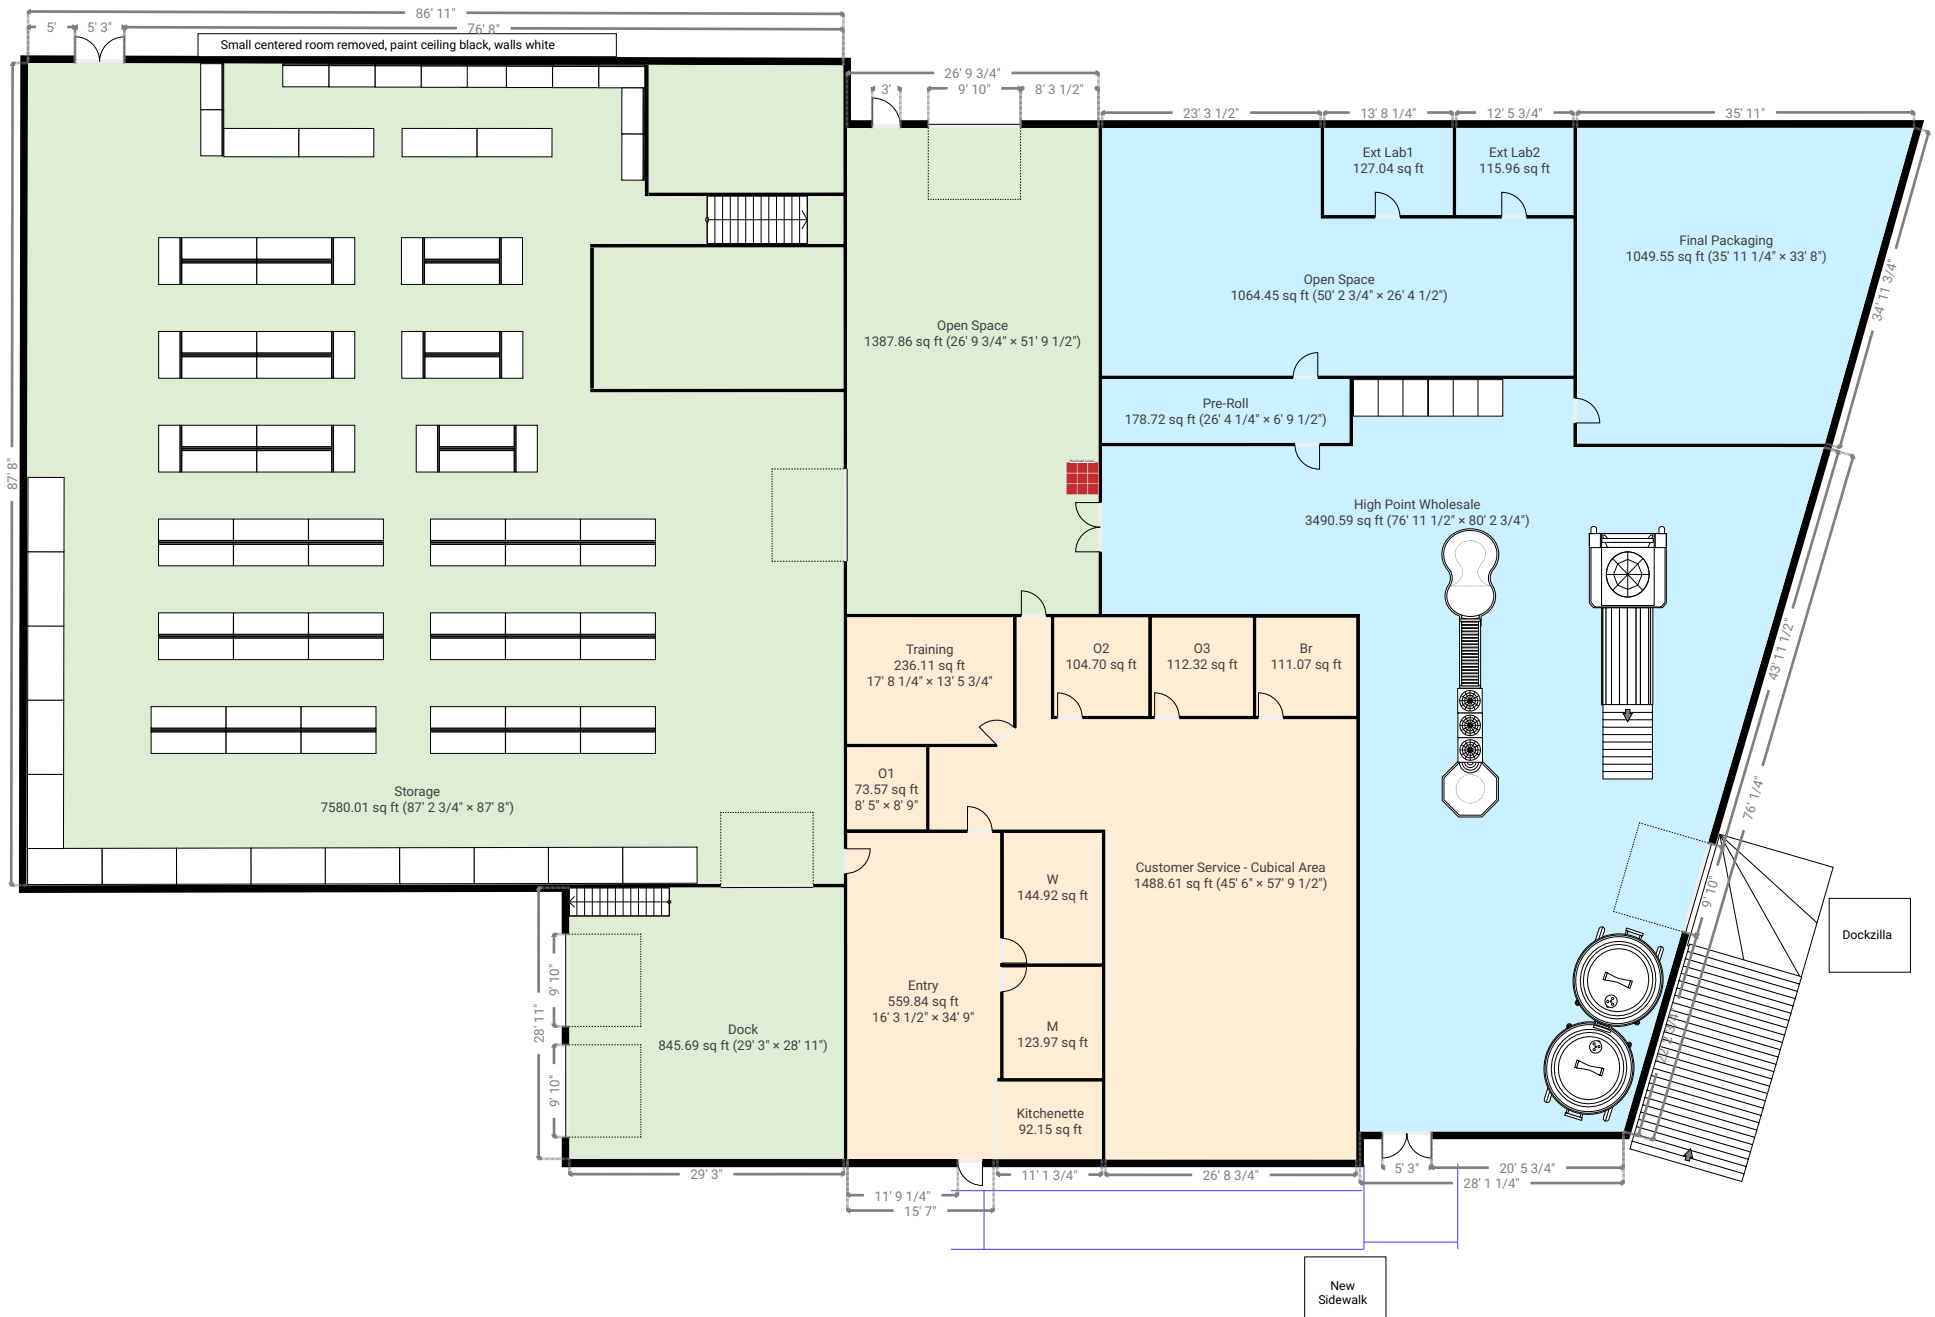 86' 11"
5'
5' 3"
76' 8"
Small centered room removed, paint ceiling black, walls white
26' 9 3/4"
3'
9' 10"
8' 3 1/2"
23' 3 1/2"
13' 8 1/4"
12' 5 3/4"
35' 11"
Ext Lab1
127.04 sq ft
Ext Lab2
115.96 sq ft
Final Packaging
1049.55 sq ft (35' 11 1/4" × 33' 8")
Open Space
1064.45 sq ft (50' 2 3/4" × 26' 4 1/2")
34' 11 3/4"
Open Space
1387.86 sq ft (26' 9 3/4" × 51' 9 1/2")
Pre-Roll
178.72 sq ft (26' 4 1/4" × 6' 9 1/2")
87' 8"
High Point Wholesale
3490.59 sq ft (76' 11 1/2" × 80' 2 3/4")
43' 11 1/2"
Training
236.11 sq ft
17' 8 1/4" × 13' 5 3/4"
O2
104.70 sq ft
O3
112.32 sq ft
Br
111.07 sq ft
O1
73.57 sq ft
8' 5" × 8' 9"
Storage
7580.01 sq ft (87' 2 3/4" × 87' 8")
76' 1/4"
Customer Service - Cubical Area
1488.61 sq ft (45' 6" × 57' 9 1/2")
W
144.92 sq ft
9' 10"
Dockzilla
9' 10"
28' 11"
Entry
559.84 sq ft
16' 3 1/2" × 34' 9"
Dock
845.69 sq ft (29' 3" × 28' 11")
M
123.97 sq ft
9' 10"
Kitchenette
92.15 sq ft
29' 3"
11' 1 3/4"
26' 8 3/4"
5' 3"
20' 5 3/4"
28' 1 1/4"
11' 9 1/4"
15' 7"
New
Sidewalk